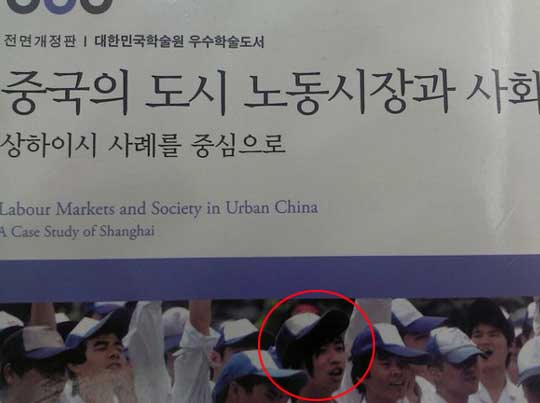 전면개정판 | 대한민국학술원 우수학술도서
중국의 도시 노동시장과 사회
상하이시 사례를 중심으로
Labour Markets and Society in Urban China
A Case Study of Shanghai